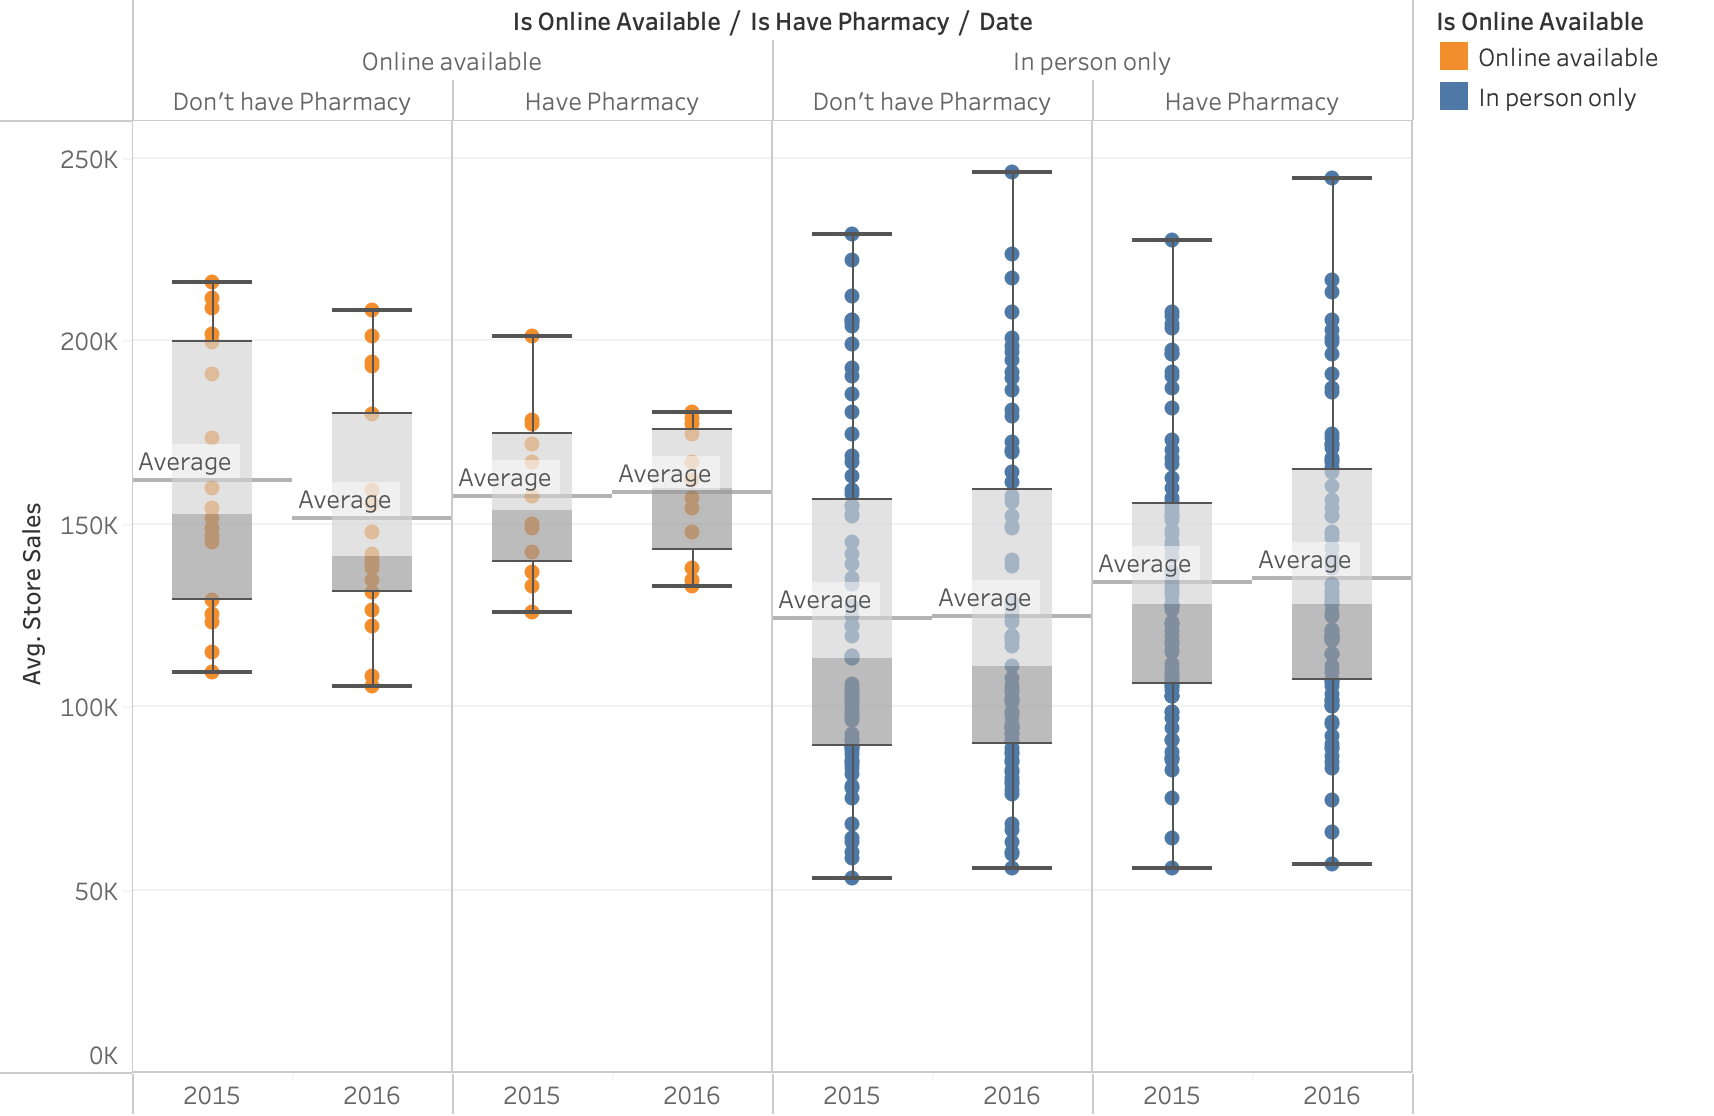 Is Online Available / Is Have Pharmacy / Date
Online available
In person only
Don't have Pharmacy
Have Pharmacy
Don't have Pharmacy
Have Pharmacy
Is Online Available
Online available
In person only
Avg. Store Sales
250K
200K
150K
100K
50K
0K
Average
Average
Average
Average
Average
Average
Average
Average
2015
2016
2015
2016
2015
2016
2015
2016